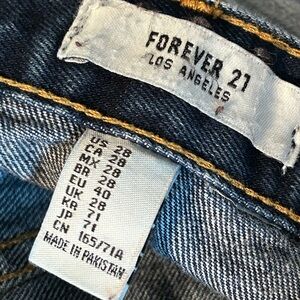 FOREVER 21
LOS ANGELES
US 28
CA 28
MX 28
BR 28
EU 40
UK 28
KR 71
JP 71
CN 165/71A
MADE IN PAKISTAN